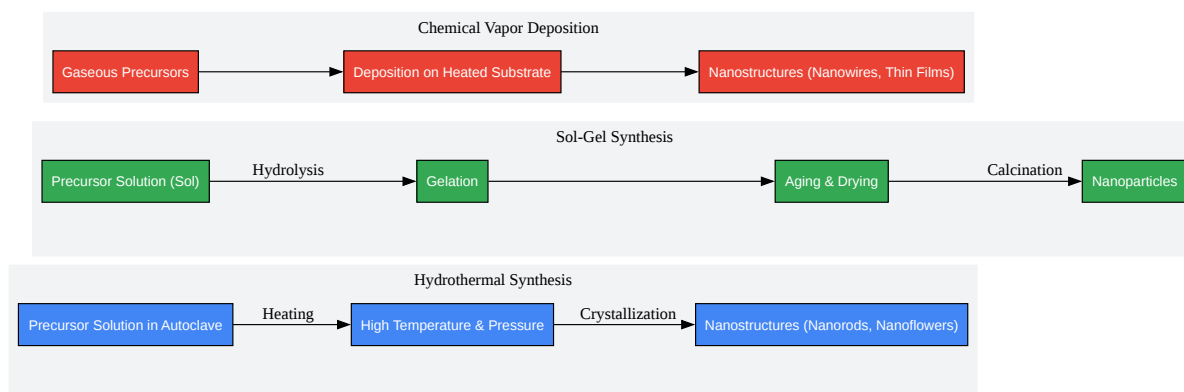 Chemical Vapor Deposition
Gaseous Precursors
Deposition on Heated Substrate
Nanostructures (Nanowires, Thin Films)
Sol-Gel Synthesis
Precursor Solution (Sol)
Hydrolysis
Gelation
Aging & Drying
Calcination
Nanoparticles
Hydrothermal Synthesis
Precursor Solution in Autoclave
Heating
High Temperature & Pressure
Crystallization
Nanostructures (Nanorods, Nanoflowers)